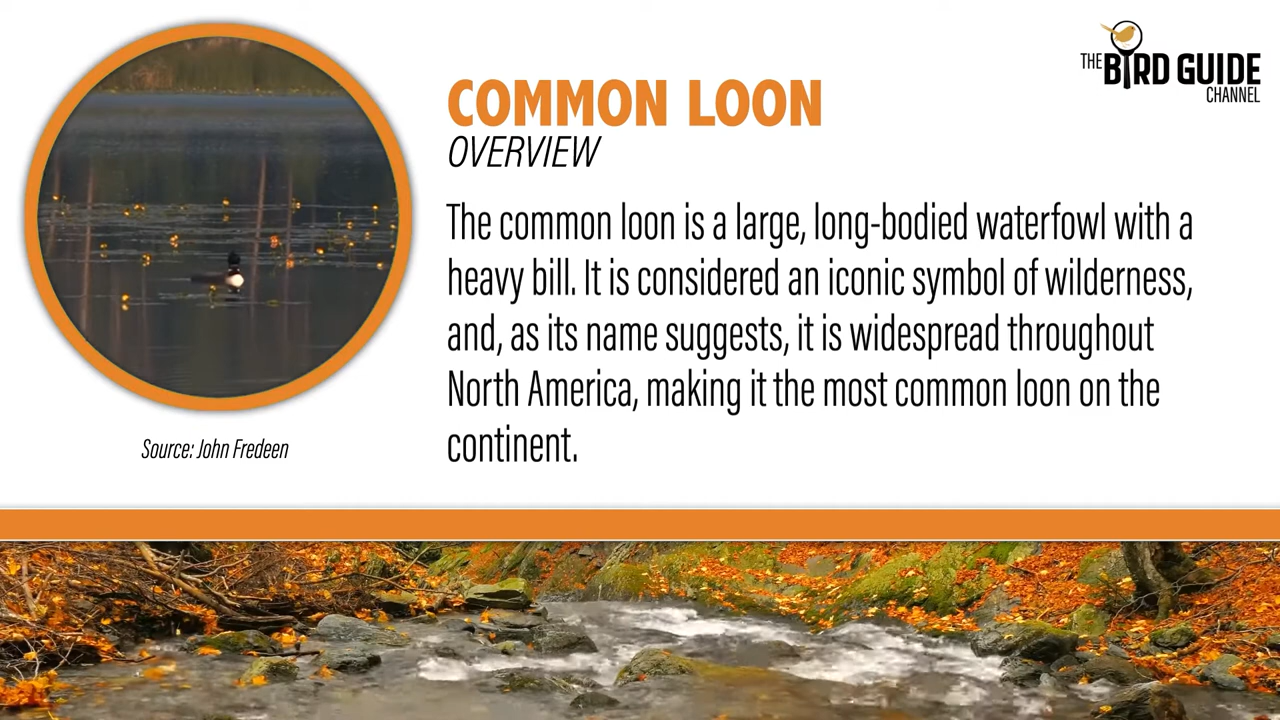 THE BIRD GUIDE
CHANNEL
COMMON LOON
OVERVIEW
The common loon is a large, long-bodied waterfowl with a
heavy bill. It is considered an iconic symbol of wilderness,
and, as its name suggests, it is widespread throughout
North America, making it the most common loon on the
continent.
Source: John Fredeen